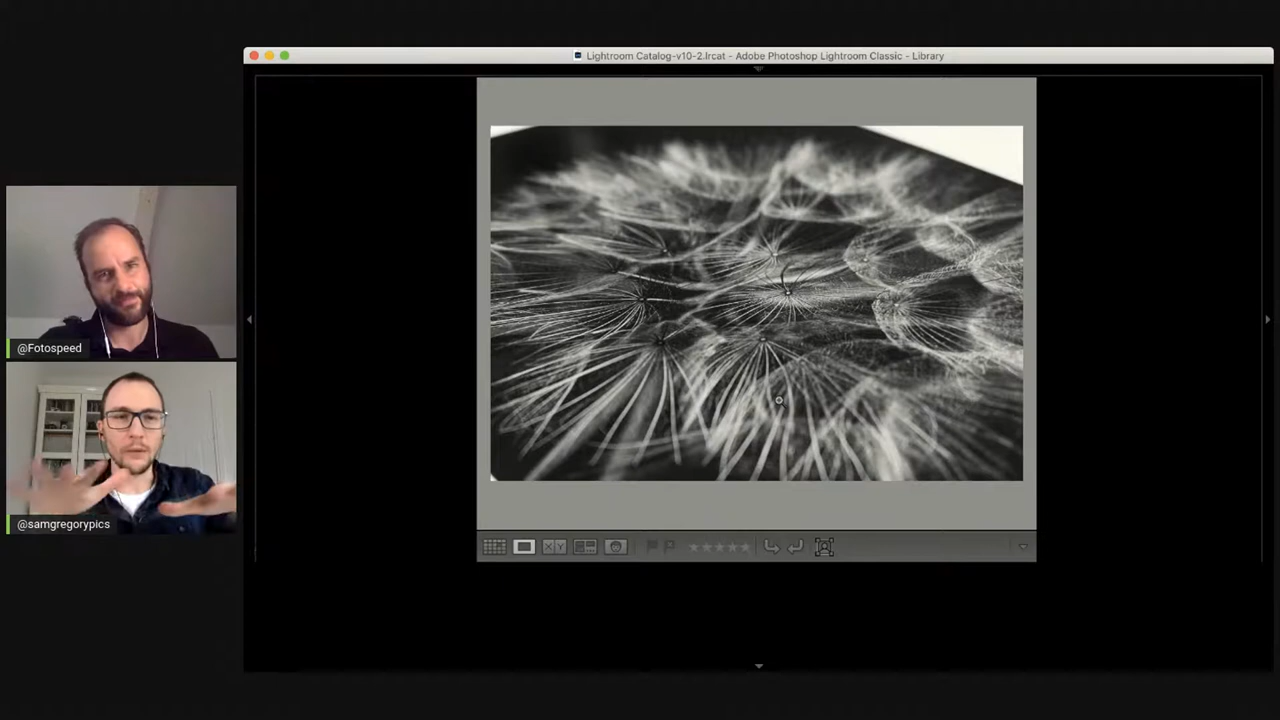 Lightroom Catalog-v10-2.lrcat - Adobe Photoshop Lightroom Classic - Library
@Fotospeed
@samgregorypics
X Y